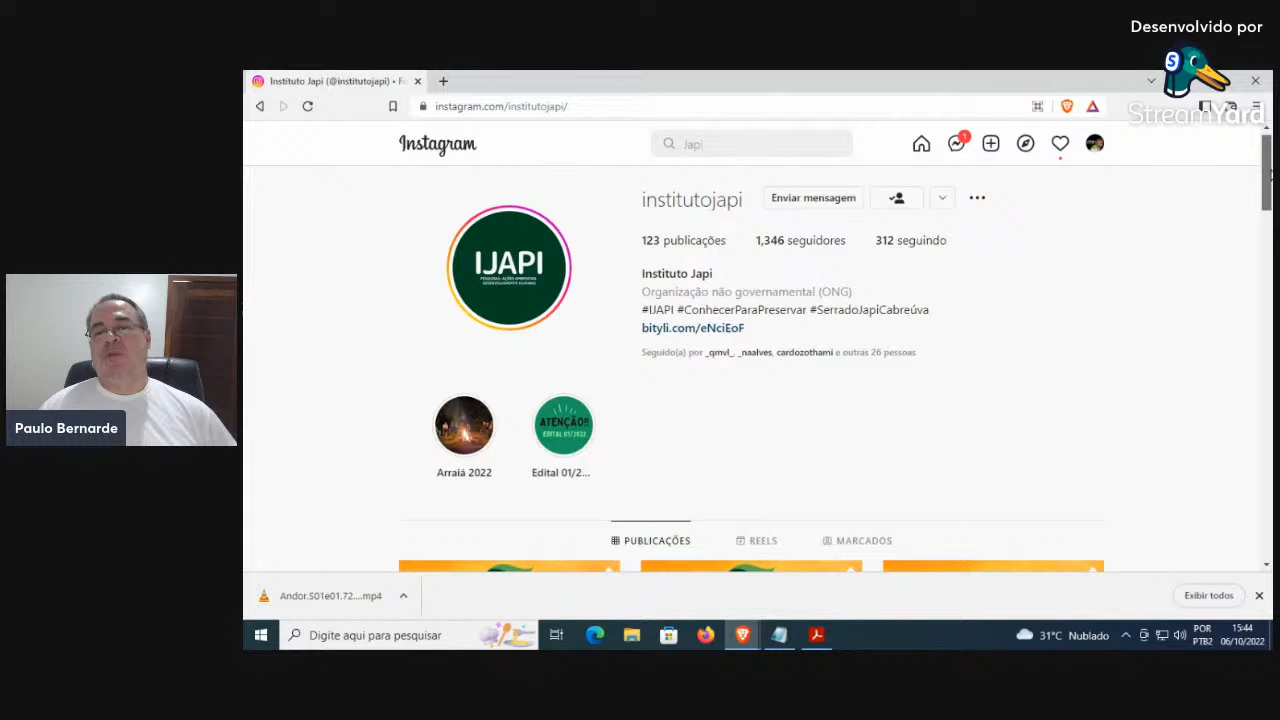 Desenvolvido por
S
StreamYard
Instituto Japi (@institutojapi) • Fo
instagram.com/institutojapi/
Instagram
Japi
1
institutojapi
Enviar mensagem
123 publicações 1,346 seguidores 312 seguindo
IJAPI
Instituto Japi
Organização não governamental (ONG)
#IJAPI #ConhecerParaPreservar #SerradoJapiCabreúva
bityli.com/eNciEoF
Seguido(a) por _qmvl_, _naalves, cardozothami e outras 26 pessoas
ATENÇÃO!!
EDITAL 01/2022
Arraiá 2022
Edital 01/2...
PUBLICAÇÕES
REELS
MARCADOS
Paulo Bernarde
Andor.S01e01.72....mp4
Exibir todos
Digite aqui para pesquisar
31°C Nublado
POR
PTB2
15:44
06/10/2022